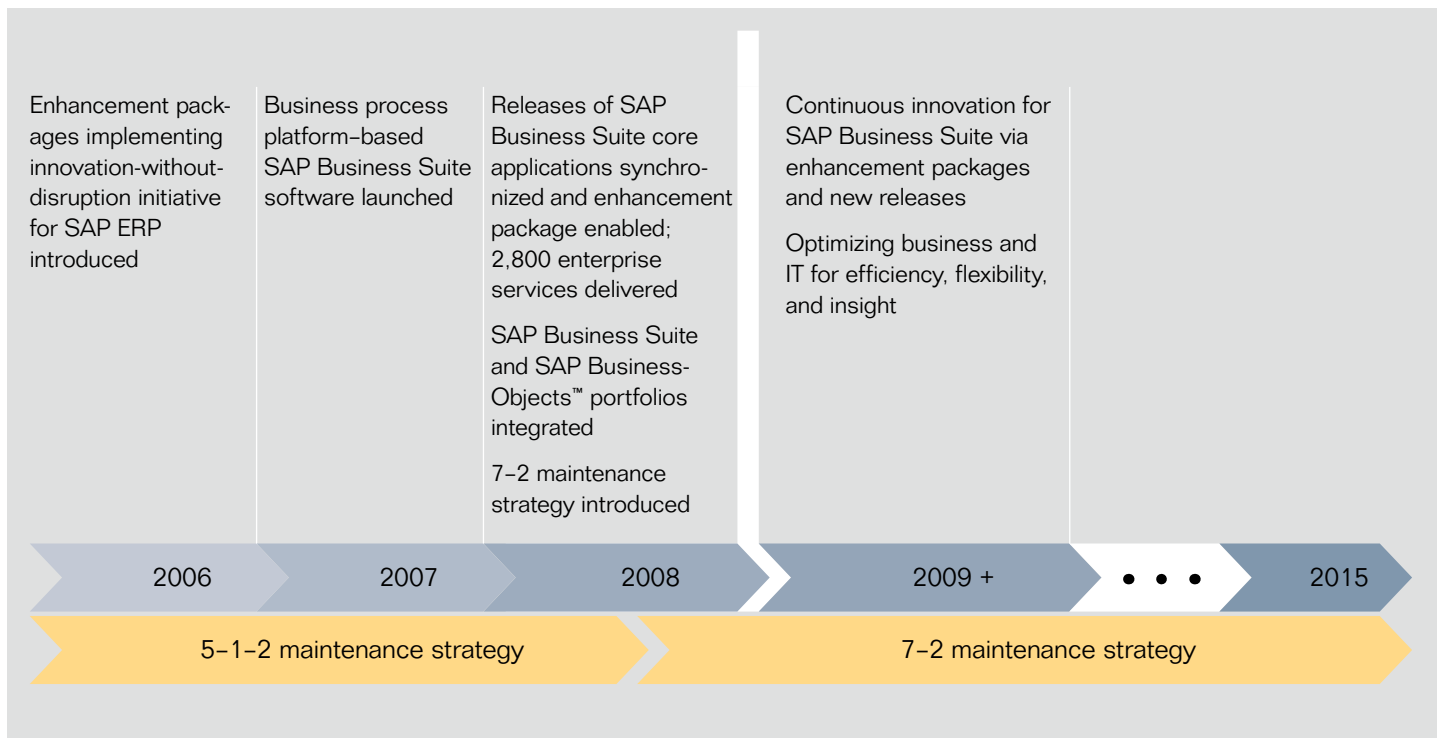 Enhancement pack-
ages implementing
innovation-without-
disruption initiative
for SAP ERP
introduced
Business process
platform–based
SAP Business Suite
software launched
Releases of SAP
Business Suite core
applications synchro-
nized and enhancement
package enabled;
2,800 enterprise
services delivered
SAP Business Suite
and SAP Business-
Objects™ portfolios
integrated
7–2 maintenance
strategy introduced
Continuous innovation for
SAP Business Suite via
enhancement packages
and new releases
Optimizing business and
IT for efficiency, flexibility,
and insight
2006
2007
2008
2009 +
• • •
2015
5–1–2 maintenance strategy
7–2 maintenance strategy